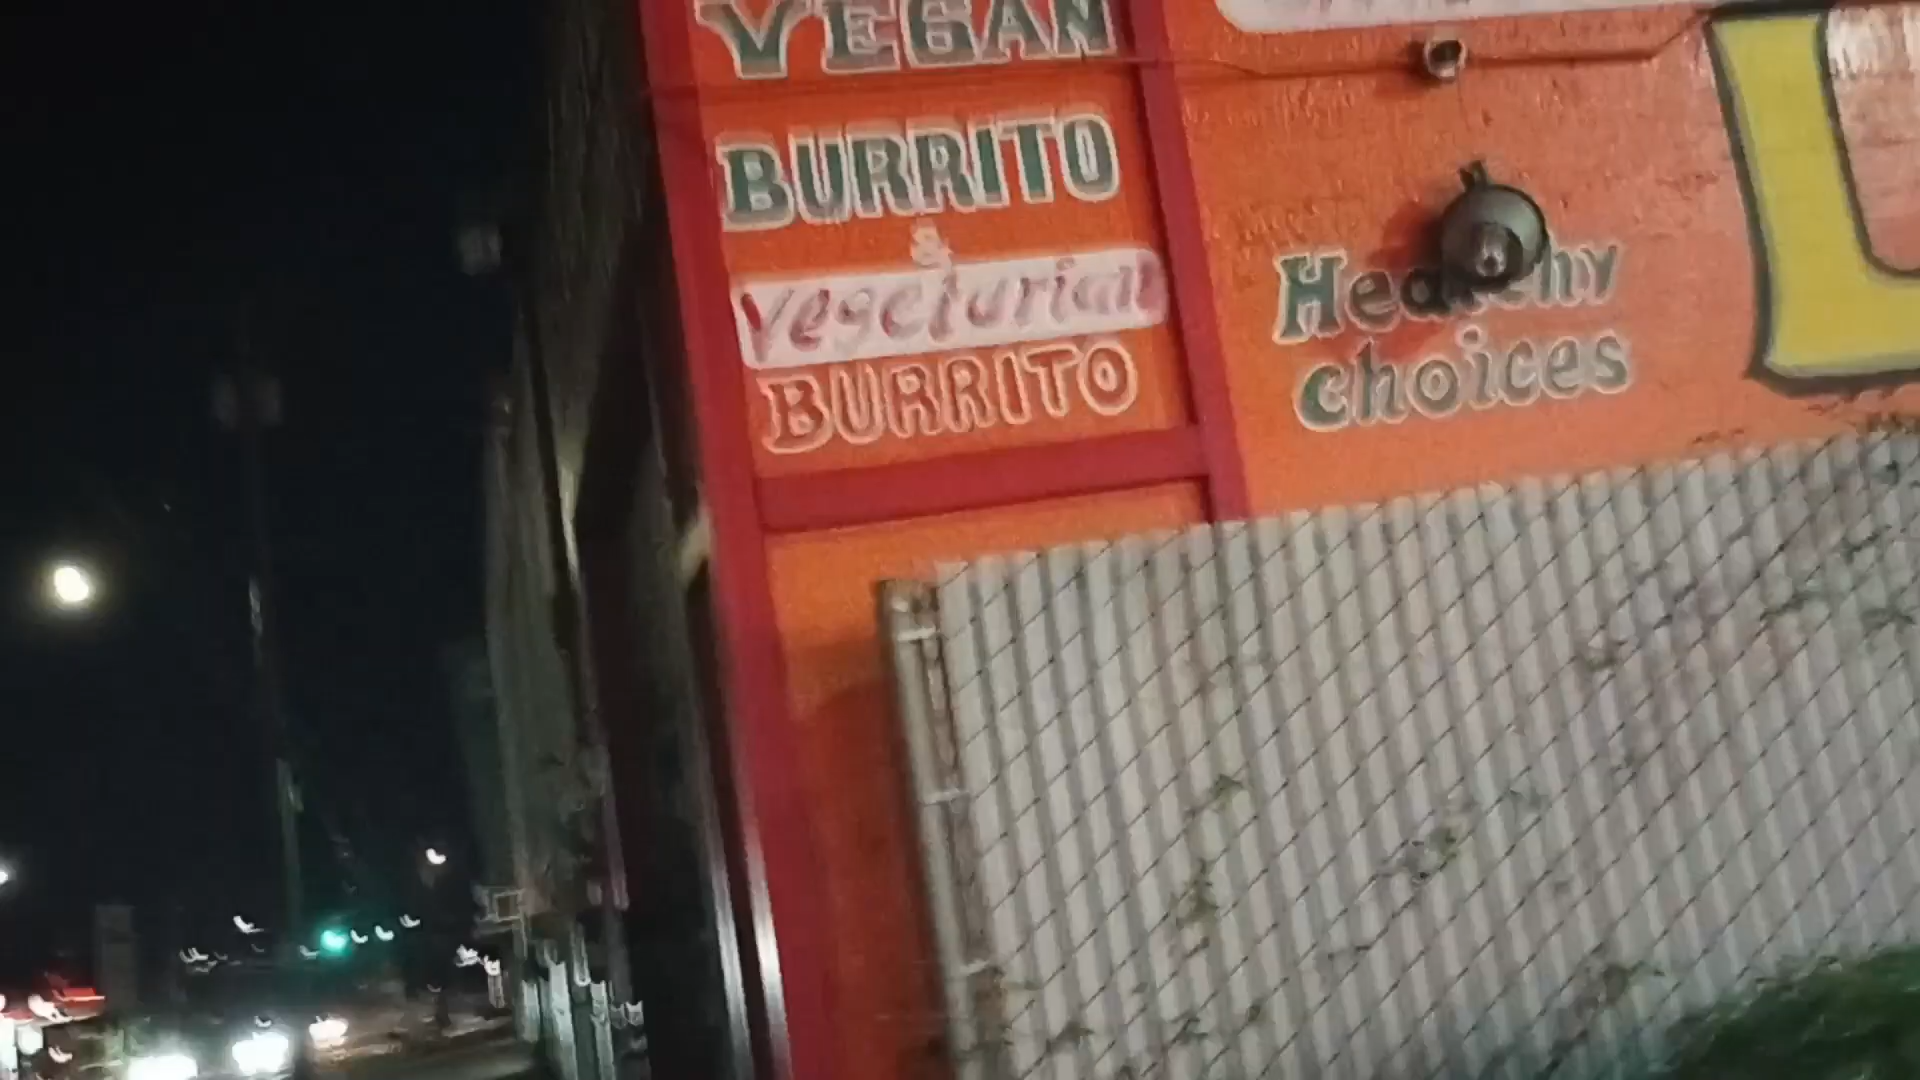 VEGAN
BURRITO
&
Vegetarian
BURRITO
Healthy
choices
L